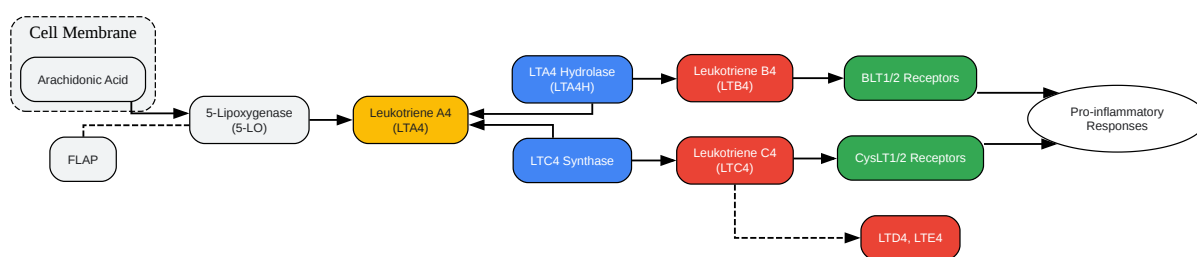 Cell Membrane
Arachidonic Acid
FLAP
5-Lipoxygenase
(5-LO)
Leukotriene A4
(LTA4)
LTA4 Hydrolase
(LTA4H)
LTC4 Synthase
Leukotriene B4
(LTB4)
Leukotriene C4
(LTC4)
BLT1/2 Receptors
CysLT1/2 Receptors
LTD4, LTE4
Pro-inflammatory
Responses